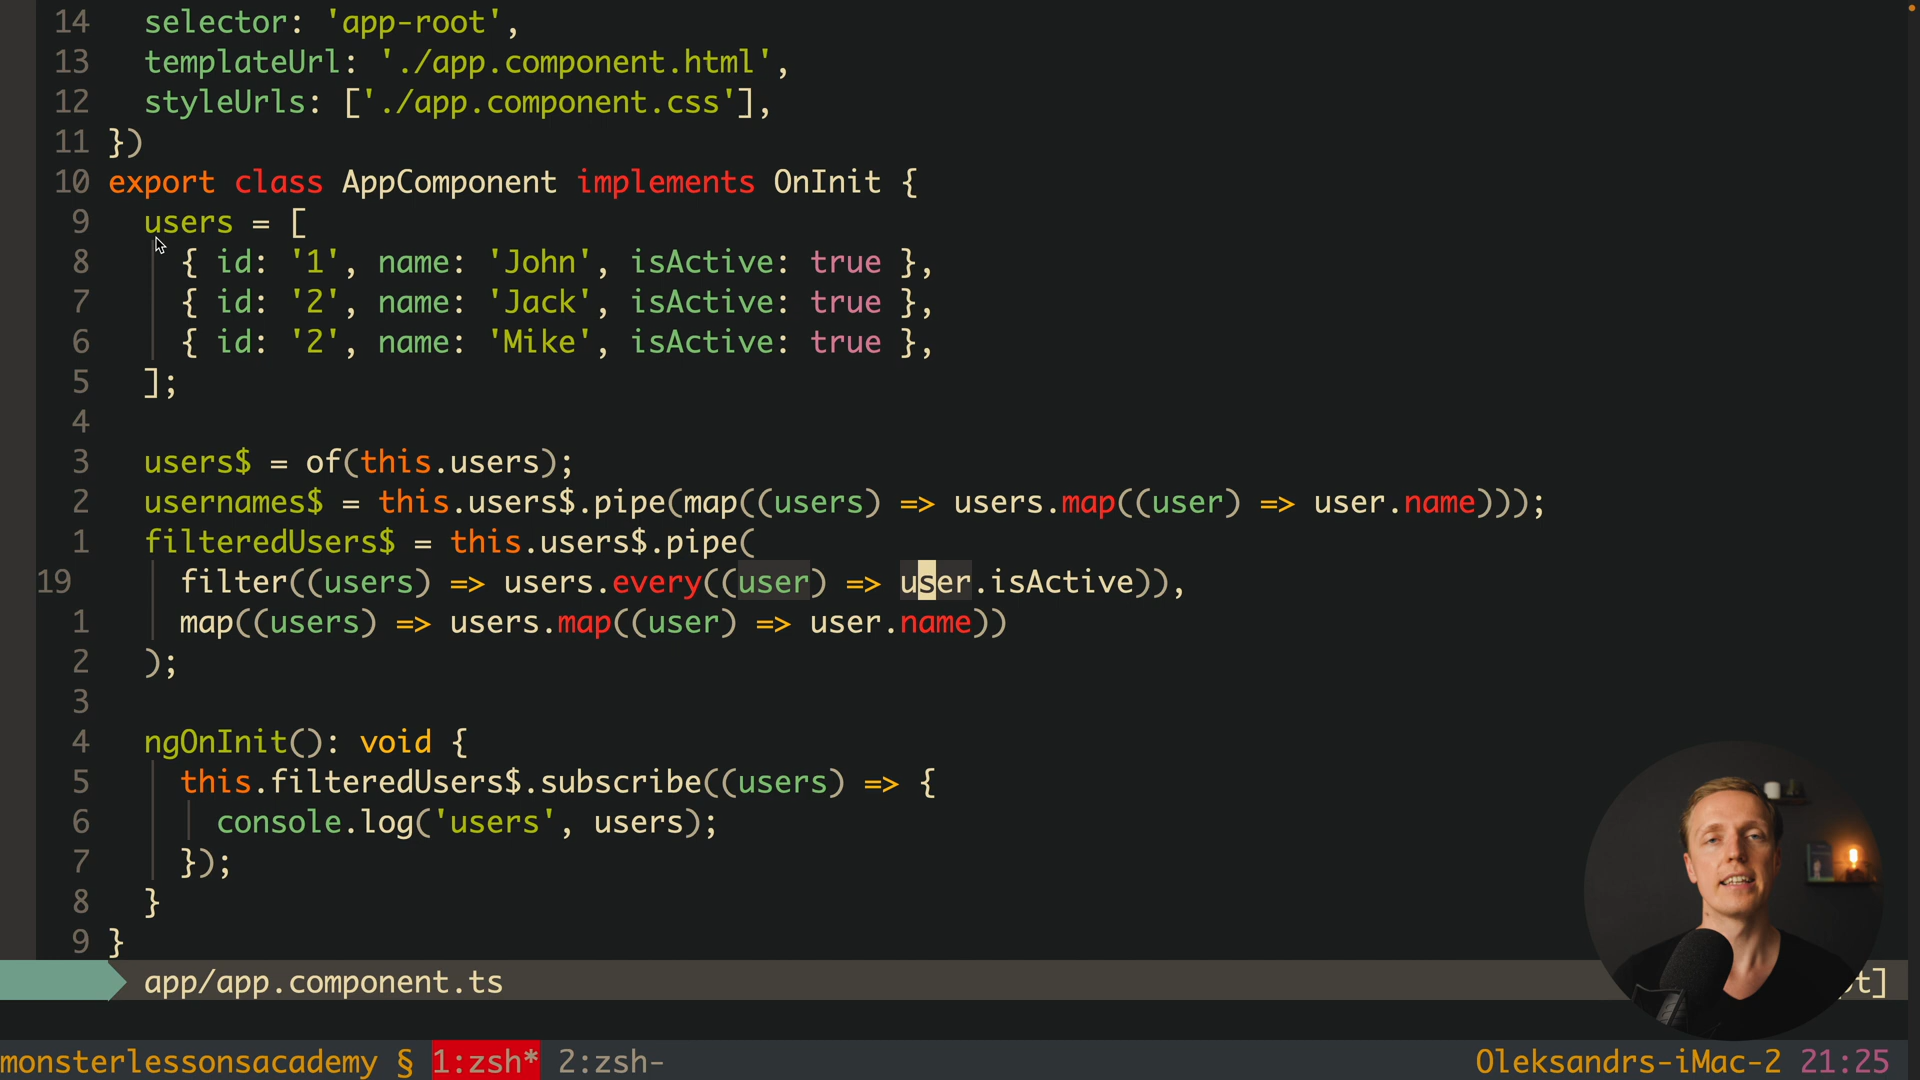 14 selector: 'app-root',
13 templateUrl: './app.component.html',
12 styleUrls: ['./app.component.css'],
11 })
10 export class AppComponent implements OnInit {
9 users = [
8 { id: '1', name: 'John', isActive: true },
7 { id: '2', name: 'Jack', isActive: true },
6 { id: '2', name: 'Mike', isActive: true },
5 ];
4
3 users$ = of(this.users);
2 usernames$ = this.users$.pipe(map((users) => users.map((user) => user.name)));
1 filteredUsers$ = this.users$.pipe(
19 filter((users) => users.every((user) => user.isActive)),
1 map((users) => users.map((user) => user.name))
2 );
3
4 ngOnInit(): void {
5 this.filteredUsers$.subscribe((users) => {
6 console.log('users', users);
7 });
8 }
9 }
app/app.component.ts
monsterlessonsacademy § 1:zsh* 2:zsh- Oleksandrs-iMac-2 21:25